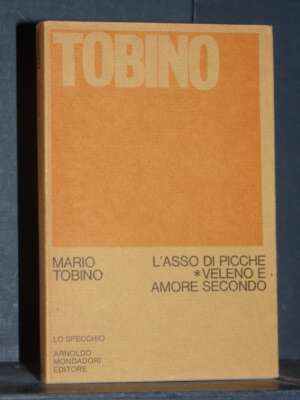 TOBINO
MARIO
TOBINO
L'ASSO DI PICCHE
*VELENO E
AMORE SECONDO
LO SPECCHIO
ARNOLDO
MONDADORI
EDITORE